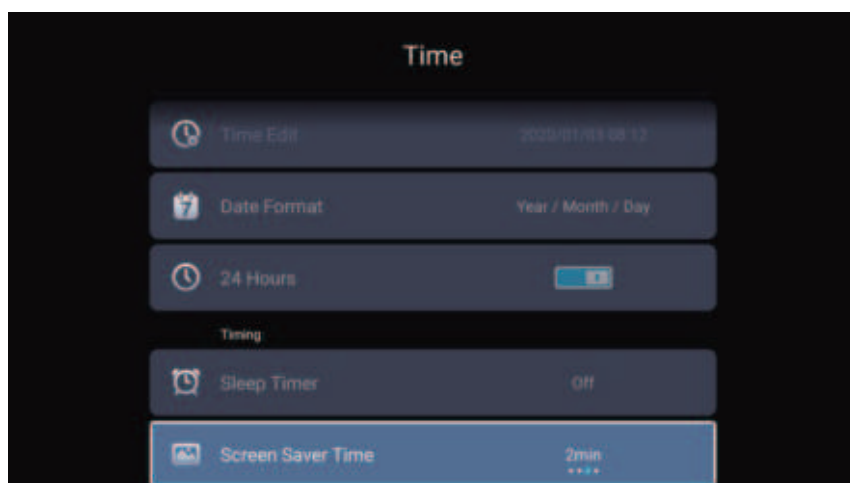 Time
Time Edit
Date Format
Year / Month / Day
24 Hours
Timing
Sleep Timer
Off
Screen Saver Time
2min